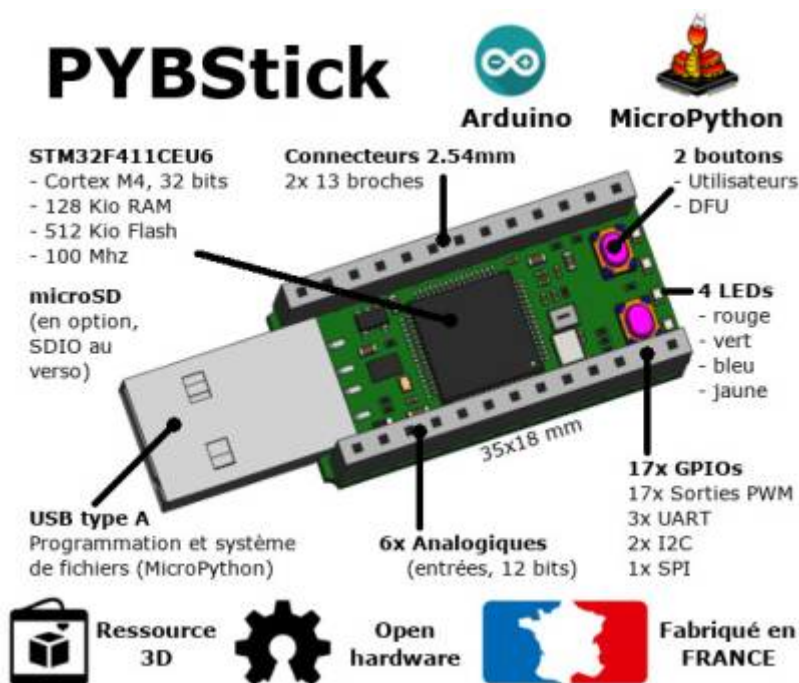 PYBStick
Arduino
MicroPython
STM32F411CEU6
- Cortex M4, 32 bits
- 128 Kio RAM
- 512 Kio Flash
- 100 Mhz
Connecteurs 2.54mm
2x 13 broches
2 boutons
- Utilisateurs
- DFU
microSD
(en option,
SDIO au
verso)
4 LEDs
- rouge
- vert
- bleu
- jaune
35x18 mm
USB type A
Programmation et système
de fichiers (MicroPython)
6x Analogiques
(entrées, 12 bits)
17x GPIOs
17x Sorties PWM
3x UART
2x I2C
1x SPI
Ressource
3D
Open
hardware
Fabriqué en
FRANCE